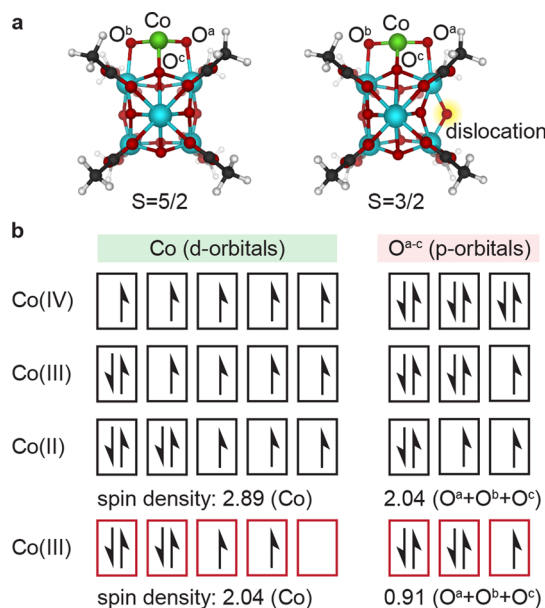 a
Co
O^b O^a
O^c
S=5/2
Co
O^b O^a
O^c
dislocation
S=3/2
b
Co (d-orbitals) O^a-c (p-orbitals)
Co(IV)
Co(III)
Co(II)
spin density: 2.89 (Co) 2.04 (O^a+O^b+O^c)
Co(III)
spin density: 2.04 (Co) 0.91 (O^a+O^b+O^c)